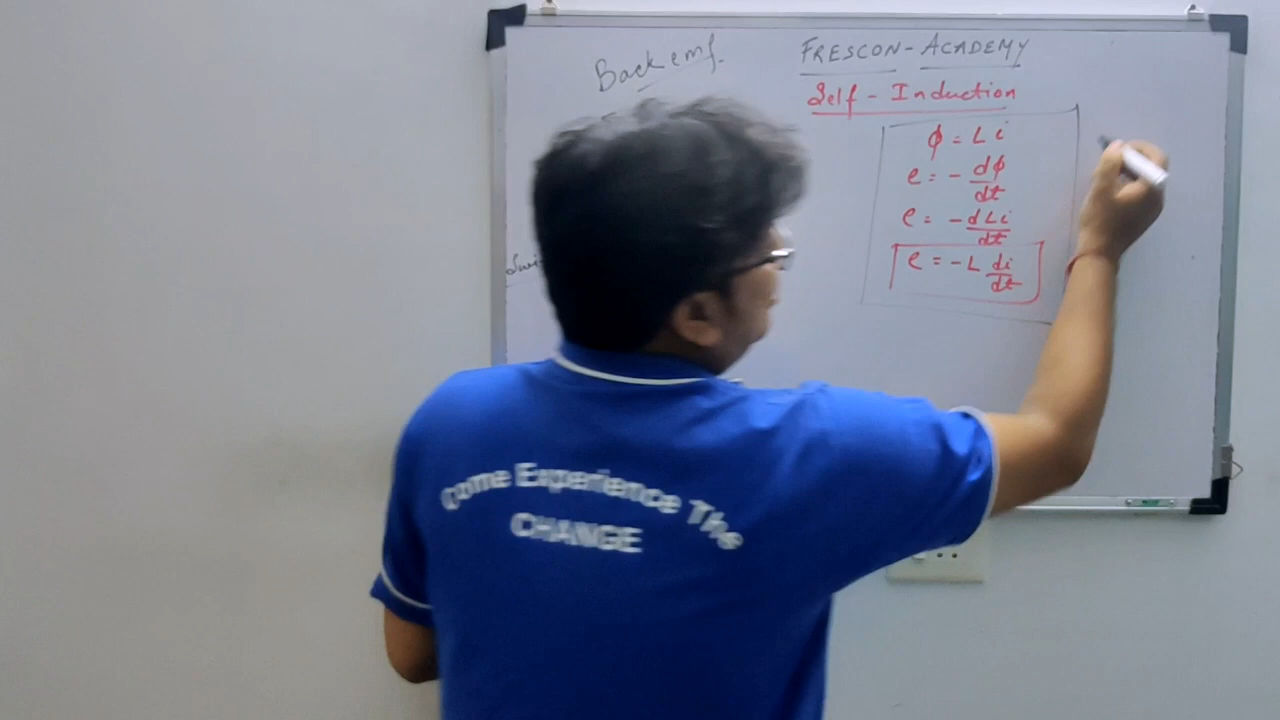 Back emf.
FRESCON-ACADEMY
Self - Induction
ϕ = L i
e = - dϕ/dt
e = - dLi/dt
e = -L di/dt
Come Experience The
CHANGE